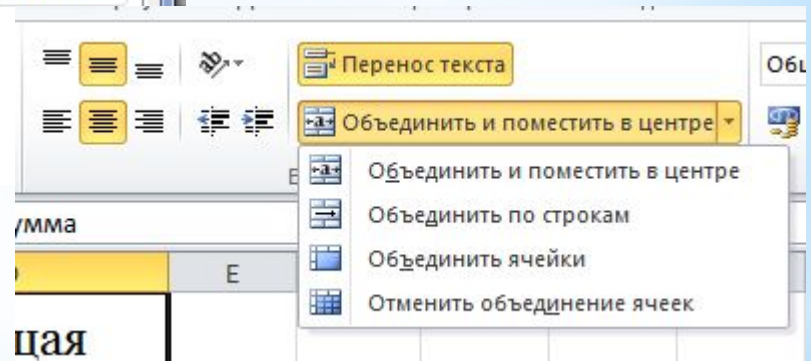 Перенос текста
Объединить и поместить в центре
Объединить и поместить в центре
Объединить по строкам
Объединить ячейки
Отменить объединение ячеек
умма
E
щая